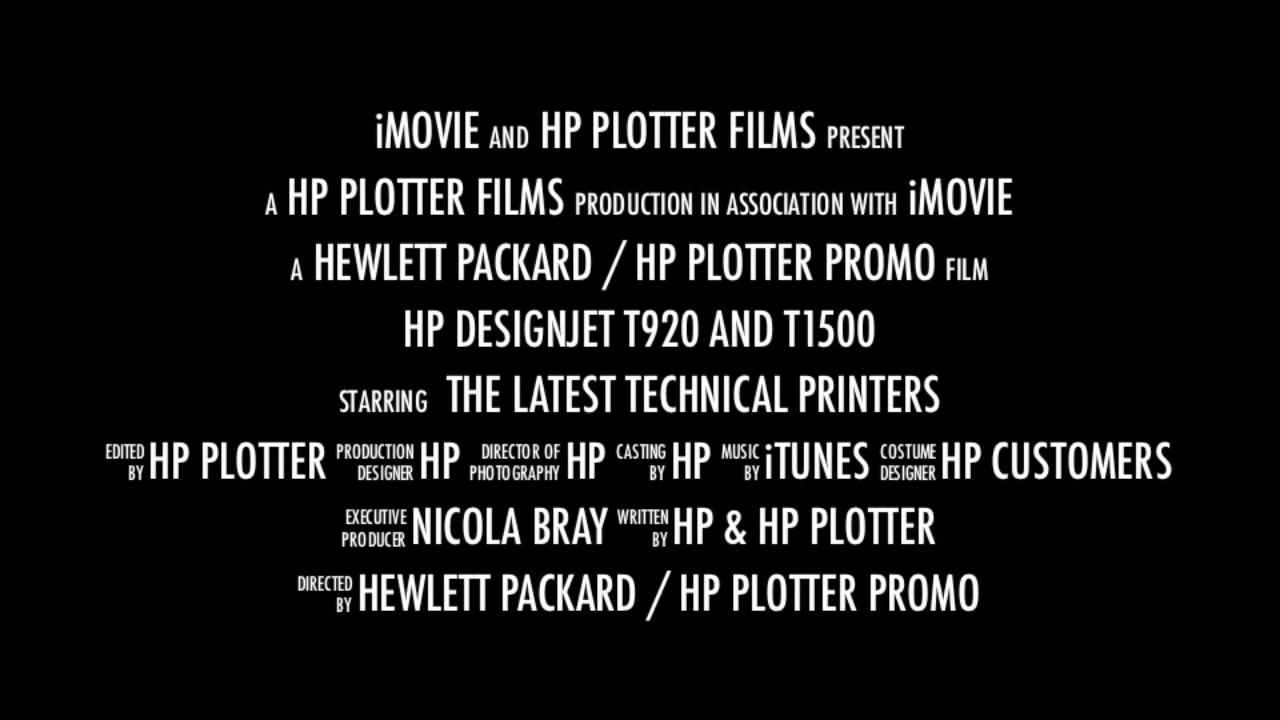 iMOVIE AND HP PLOTTER FILMS PRESENT
A HP PLOTTER FILMS PRODUCTION IN ASSOCIATION WITH iMOVIE
A HEWLETT PACKARD / HP PLOTTER PROMO FILM
HP DESIGNJET T920 AND T1500
STARRING THE LATEST TECHNICAL PRINTERS
EDITED BY HP PLOTTER PRODUCTION DESIGNER HP DIRECTOR OF PHOTOGRAPHY HP CASTING BY HP MUSIC BY iTUNES COSTUME DESIGNER HP CUSTOMERS
EXECUTIVE PRODUCER NICOLA BRAY WRITTEN BY HP & HP PLOTTER
DIRECTED BY HEWLETT PACKARD / HP PLOTTER PROMO